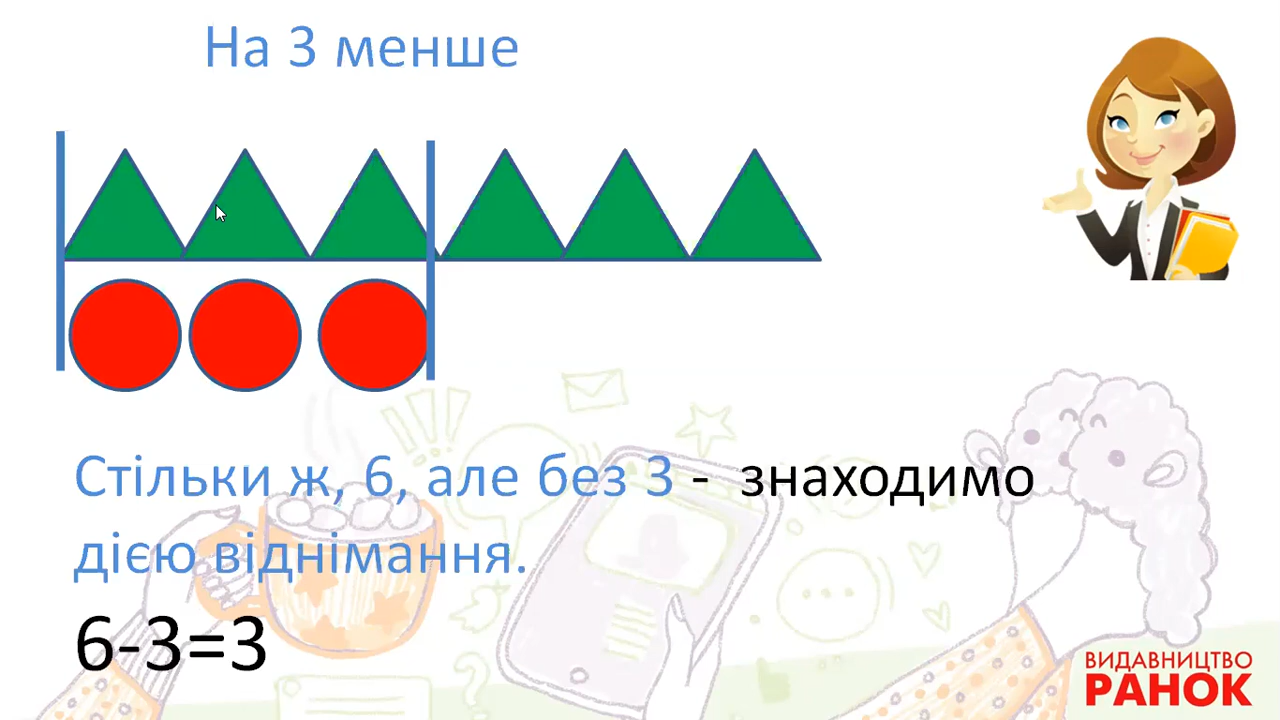 На 3 менше
Стільки ж, 6, але без 3 - знаходимо
дією віднімання.
6-3=3
ВИДАВНИЦТВО
РАНОК